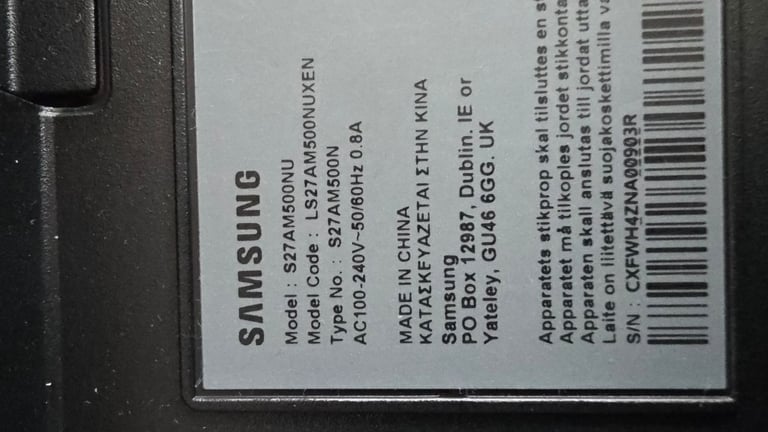 SAMSUNG
Model : S27AM500NU
Model Code : LS27AM500NUXEN
Type No. : S27AM500N
AC100-240V~50/60Hz 0.8A
MADE IN CHINA
ΚΑΤΑΣΚΕΥΑΖΕΤΑΙ ΣΤΗΝ ΚΙΝΑ
Samsung
PO Box 12987, Dublin. IE or
Yateley, GU46 6GG. UK
Apparatets stikprop skal tilsluttes en
Apparatet må tilkoples jordet stikkonta
Apparaten skall anslutas till jordat utta
Laite on liitettävä suojakoskettimilla va
S/N : CXFWH4ZNA00903R